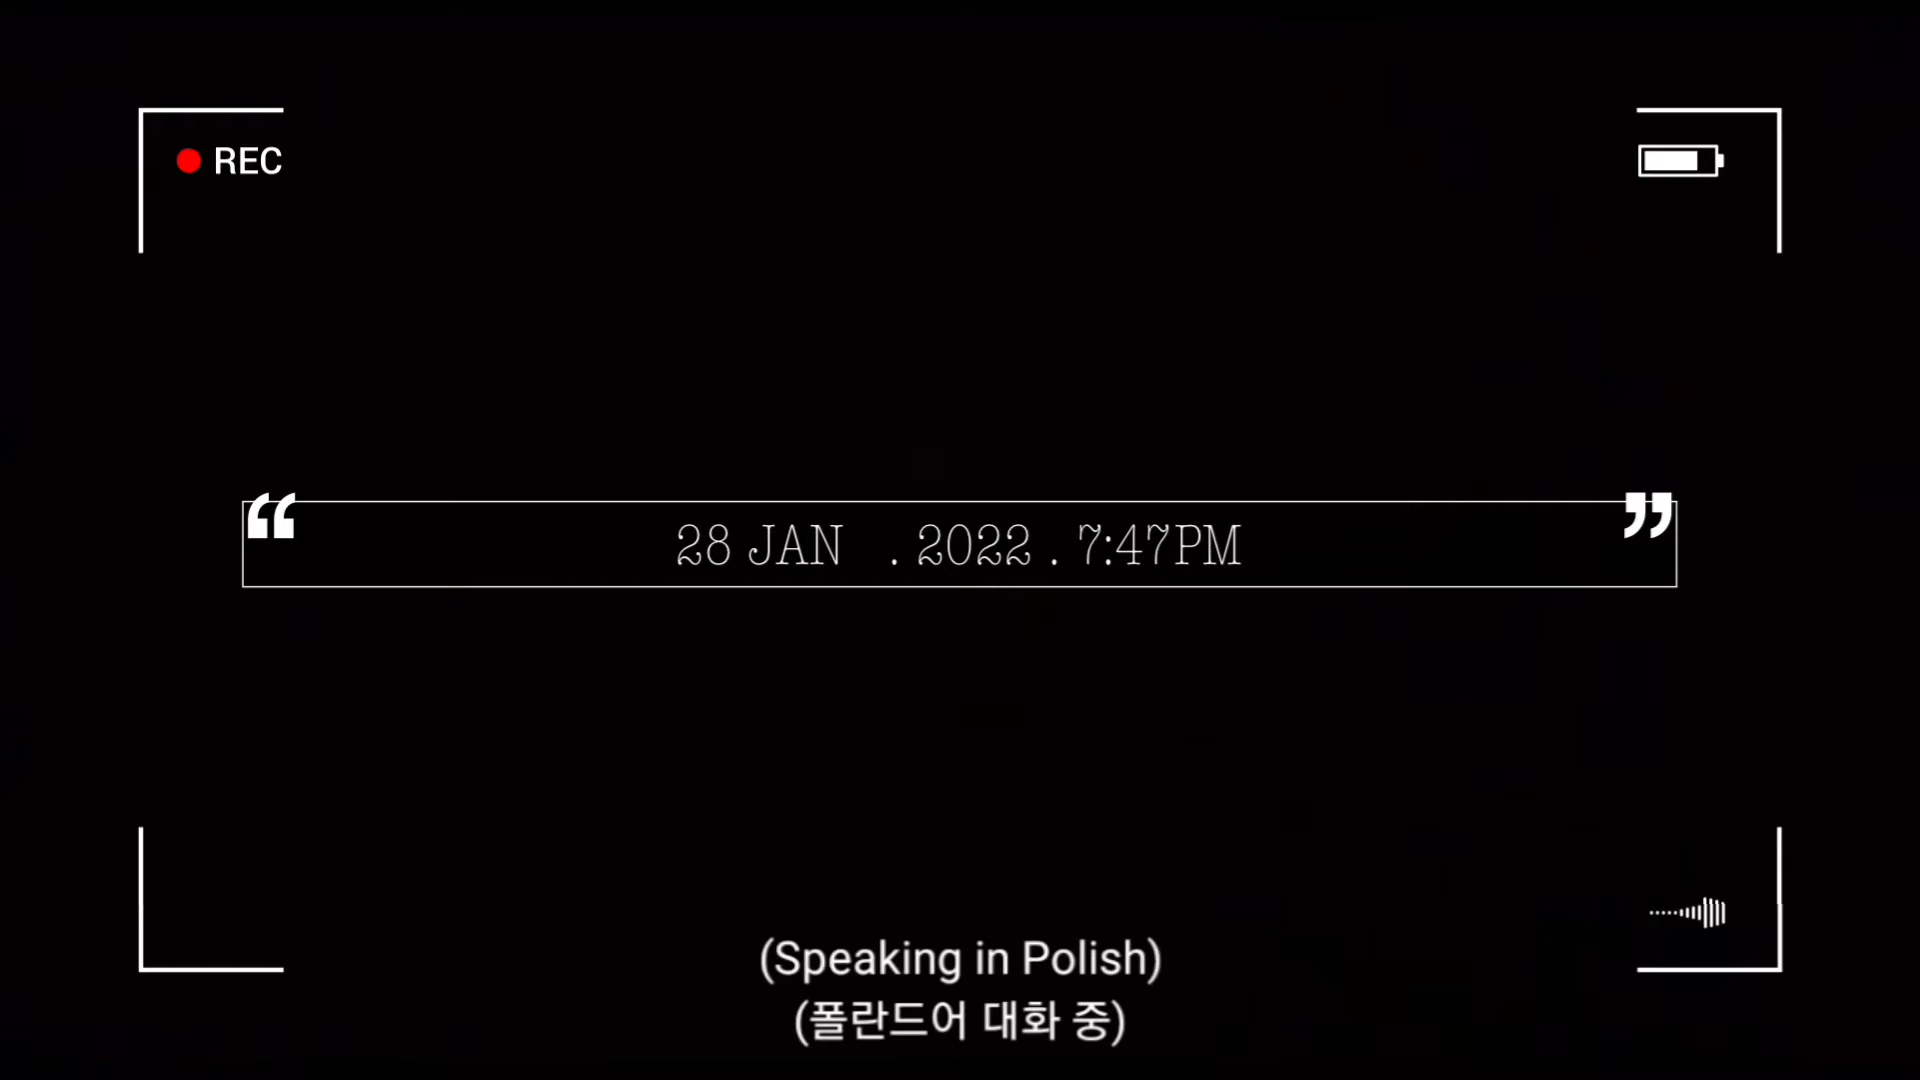 REC
“ 28 JAN . 2022 . 7:47PM ”
(Speaking in Polish)
(폴란드어 대화 중)